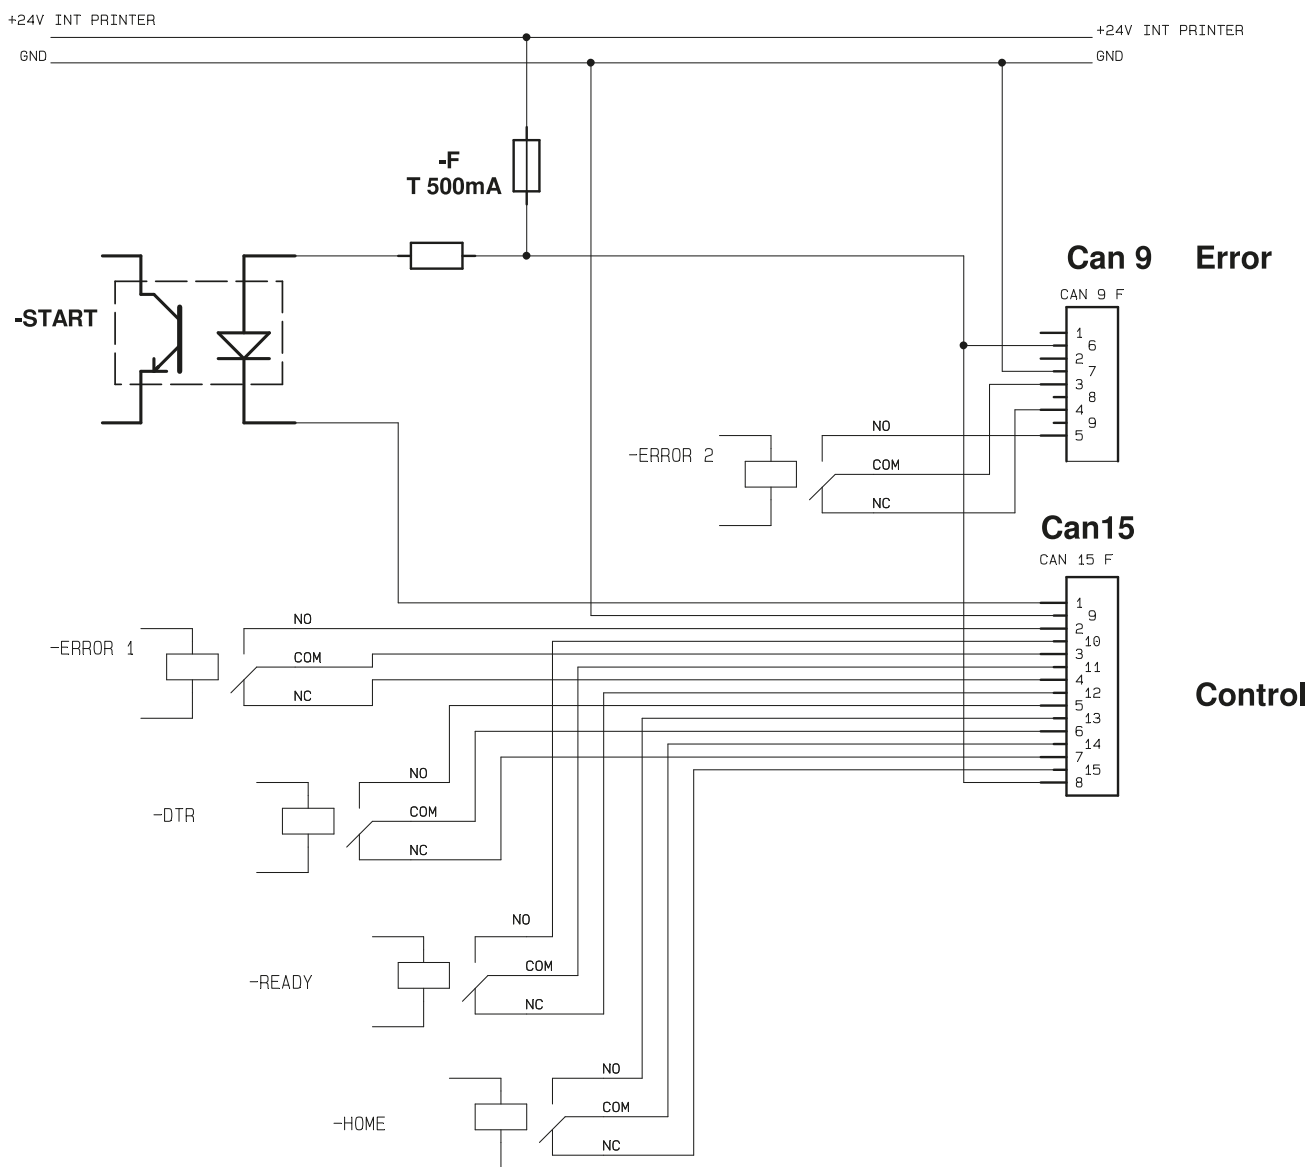 +24V INT PRINTER
+24V INT PRINTER
GND
GND
-F
T 500mA
Can 9 Error
CAN 9 F
-START
1
6
2
7
3
8
4
9
5
NO
-ERROR 2
COM
NC
Can15
CAN 15 F
1
9
2
10
3
11
4
12
5
13
6
14
7
15
8
Control
NO
-ERROR 1
COM
NC
NO
-DTR
COM
NC
NO
-READY
COM
NC
NO
-HOME
COM
NC